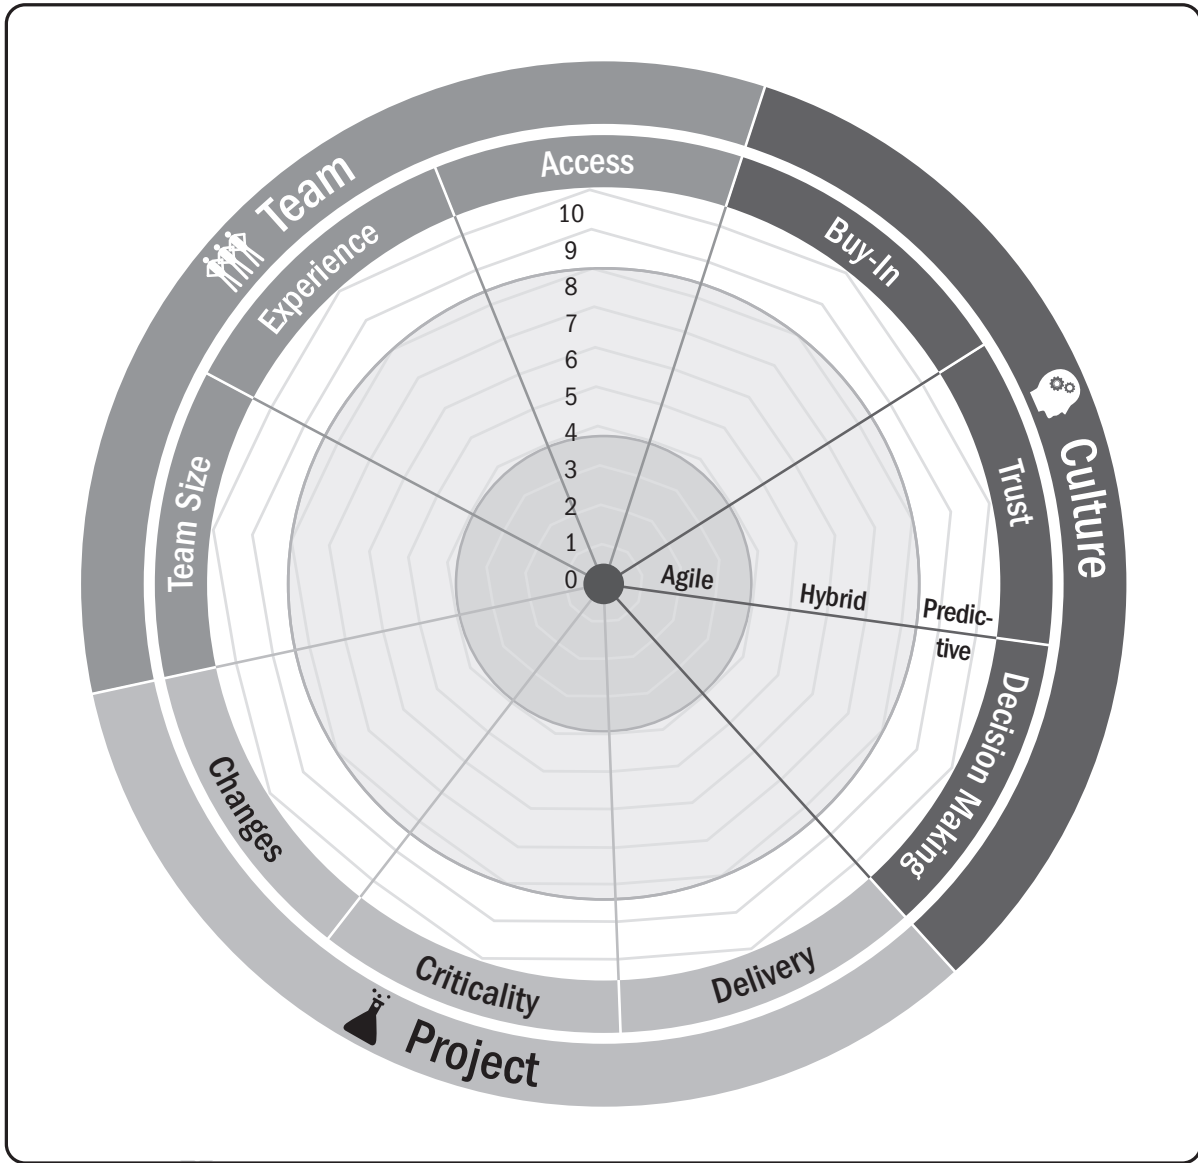 Team
Culture
Project
Access
Buy-In
Trust
Decision Making
Delivery
Criticality
Changes
Team Size
Experience
10
9
8
7
6
5
4
3
2
1
0
Agile
Hybrid
Predic-
tive